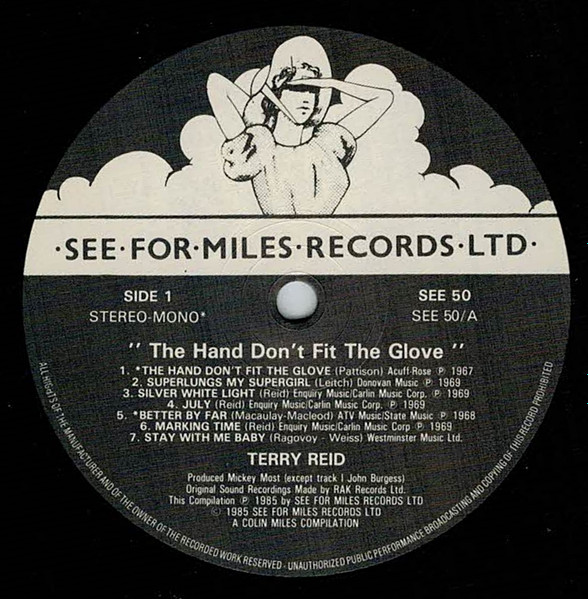 ·SEE·FOR·MILES·RECORDS·LTD·
SIDE 1
SEE 50
STEREO-MONO*
SEE 50/A
" The Hand Don't Fit The Glove "
1. *THE HAND DON'T FIT THE GLOVE (Pattison) Acuff-Rose ℗ 1967
2. SUPERLUNGS MY SUPERGIRL (Leitch) Donovan Music ℗ 1969
3. SILVER WHITE LIGHT (Reid) Enquiry Music/Carlin Music Corp. ℗ 1969
4. JULY (Reid) Enquiry Music/Carlin Music Corp ℗ 1969
5. *BETTER BY FAR (Macaulay-Macleod) ATV Music/State Music ℗ 1968
6. MARKING TIME (Reid) Enquiry Music/Carlin Music Corp ℗ 1969
7. STAY WITH ME BABY (Ragovoy - Weiss) Westminster Music Ltd.
TERRY REID
Produced Mickey Most (except track I John Burgess)
Original Sound Recordings Made by RAK Records Ltd.
This Compilation ℗ 1985 by SEE FOR MILES RECORDS LTD
© 1985 SEE FOR MILES RECORDS LTD
A COLIN MILES COMPILATION
ALL RIGHTS OF THE MANUFACTURER AND OF THE OWNER OF THE RECORDED WORK RESERVED - UNAUTHORIZED PUBLIC PERFORMANCE BROADCASTING AND COPYING OF THIS RECORD PROHIBITED